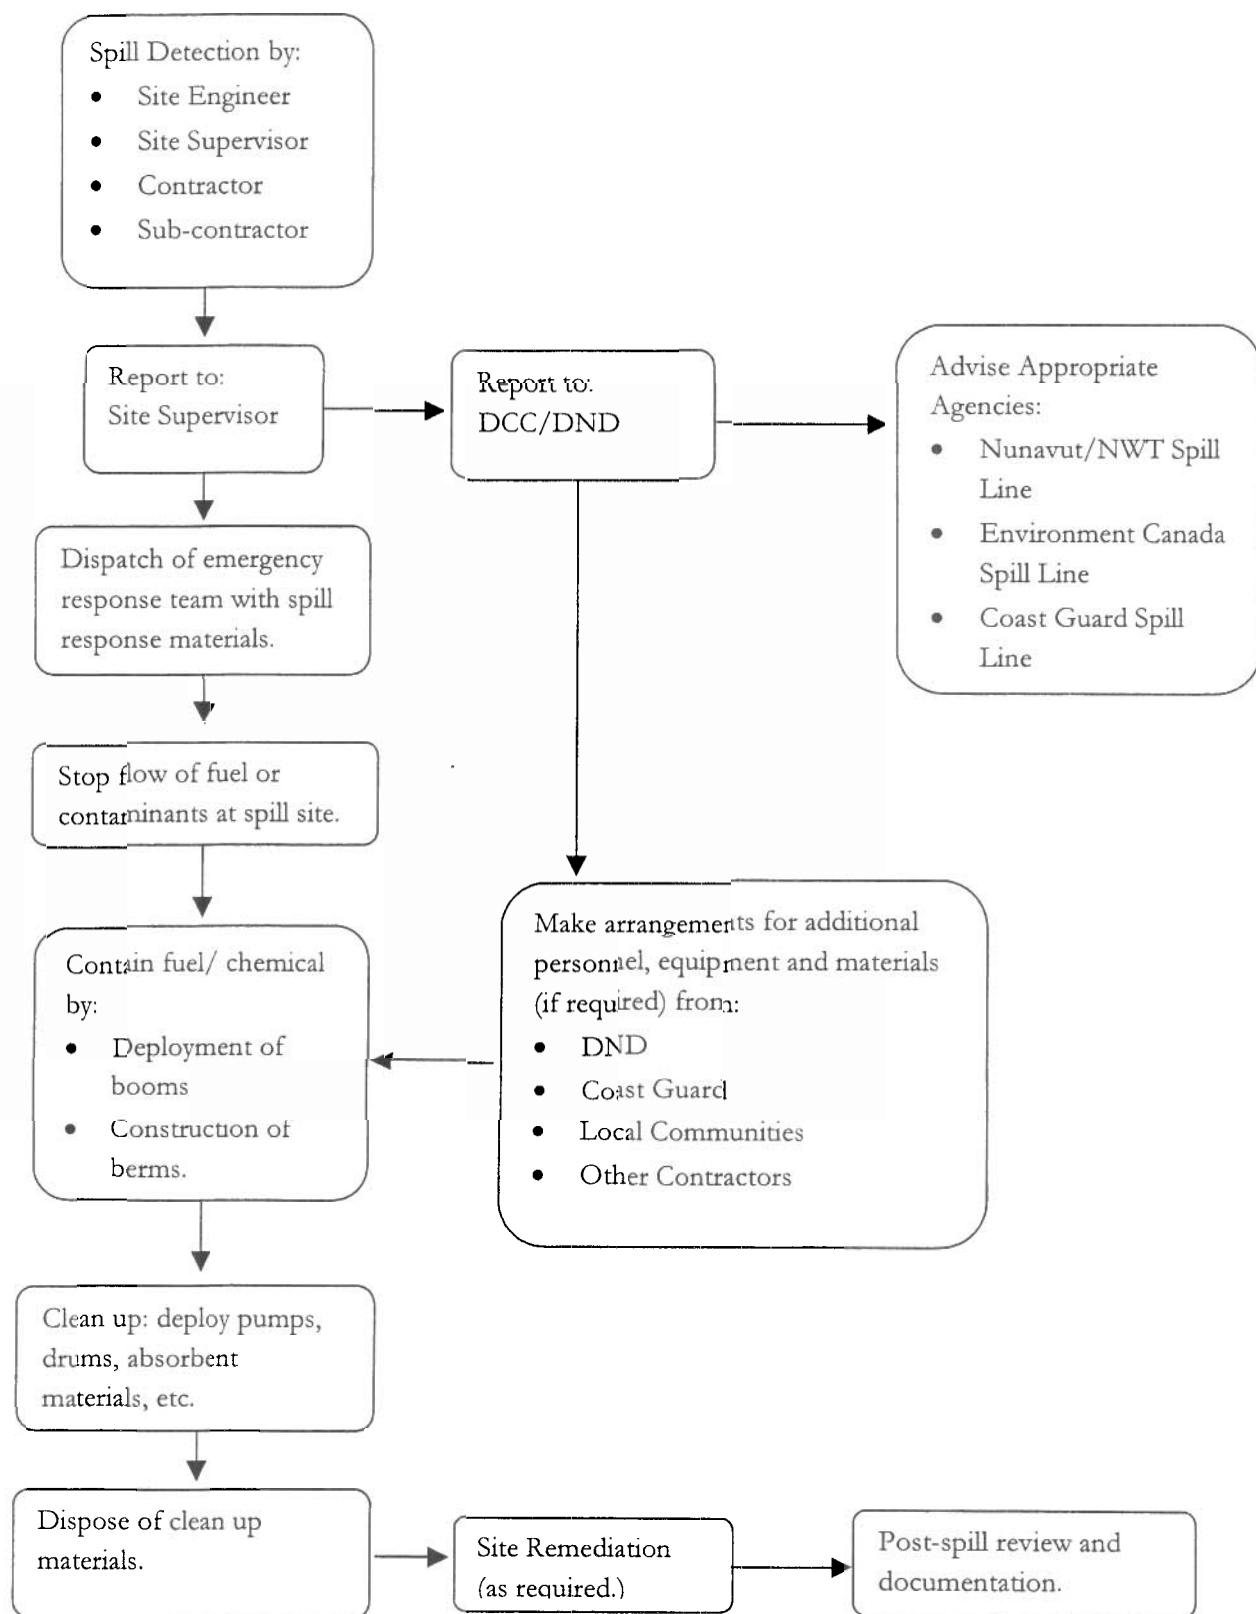 Spill Detection by:
• Site Engineer
• Site Supervisor
• Contractor
• Sub-contractor
Report to:
Site Supervisor
Report to:
DCC/DND
Advise Appropriate
Agencies:
• Nunavut/NWT Spill
Line
• Environment Canada
Spill Line
• Coast Guard Spill
Line
Dispatch of emergency
response team with spill
response materials.
Stop flow of fuel or
contaminants at spill site.
Contain fuel/ chemical
by:
• Deployment of
booms
• Construction of
berms.
Make arrangements for additional
personnel, equipment and materials
(if required) from:
• DND
• Coast Guard
• Local Communities
• Other Contractors
Clean up: deploy pumps,
drums, absorbent
materials, etc.
Dispose of clean up
materials.
Site Remediation
(as required.)
Post-spill review and
documentation.